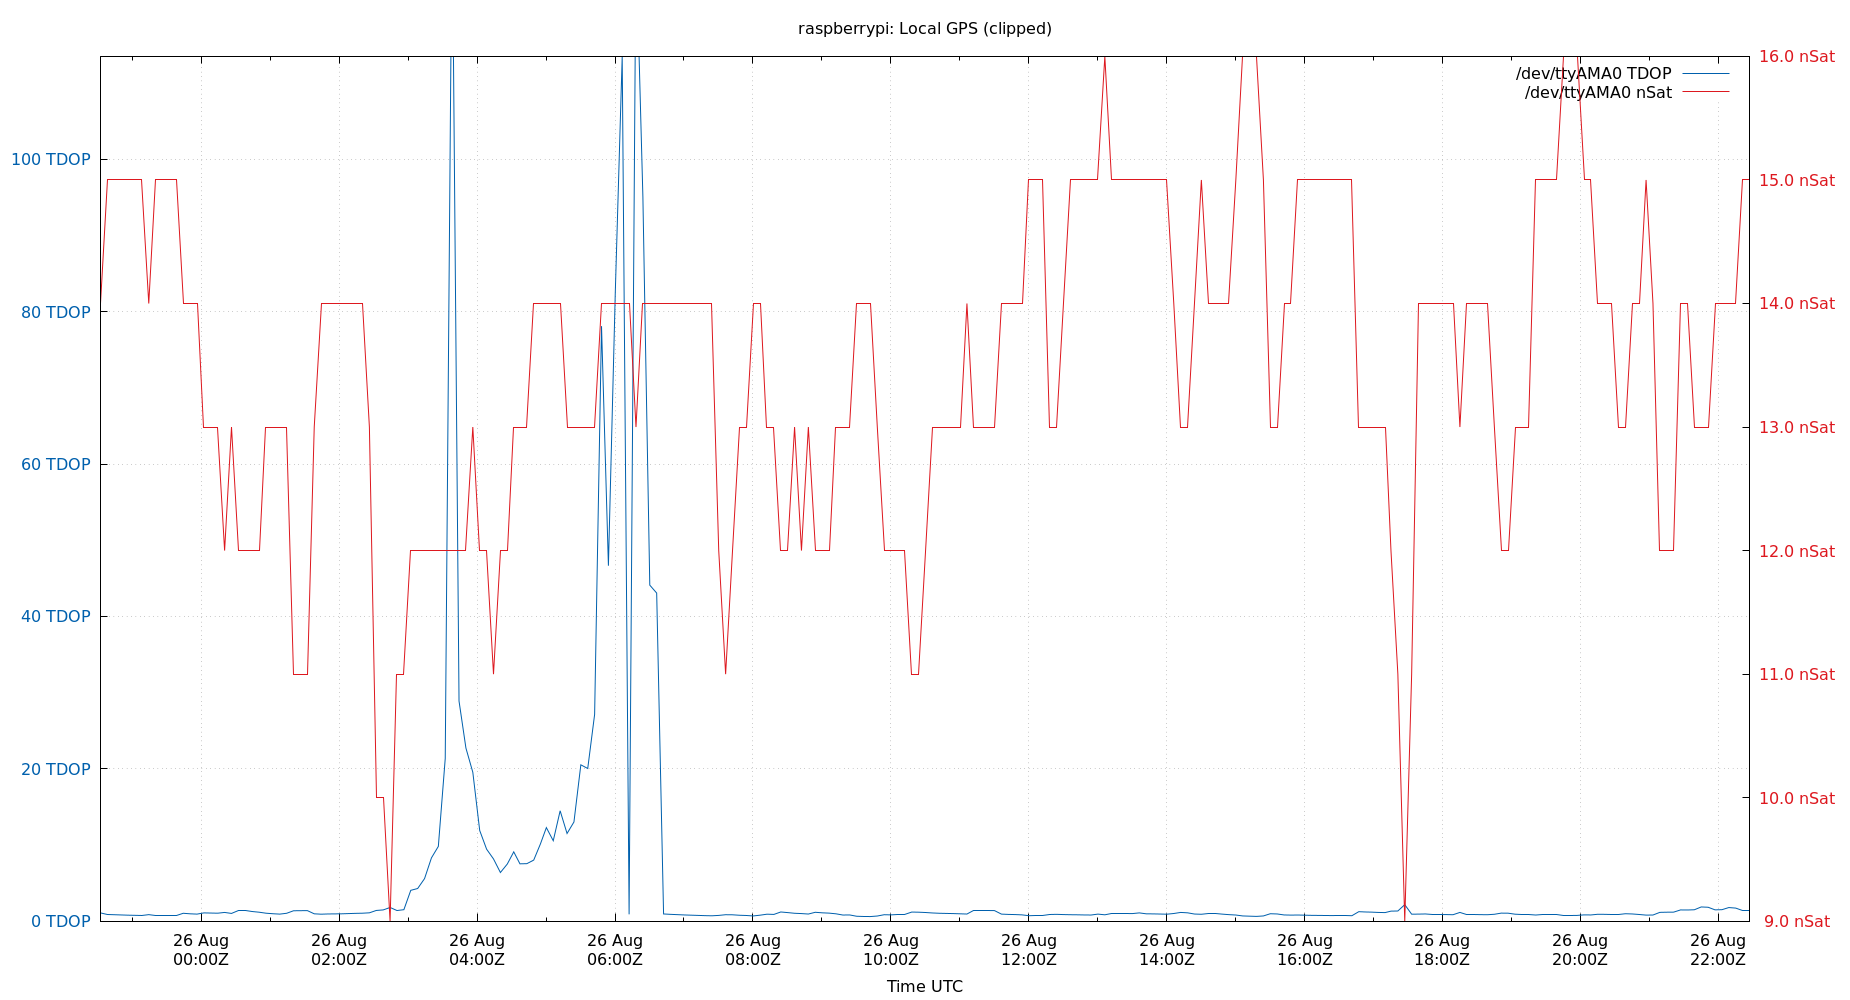 raspberrypi: Local GPS (clipped)
16.0 nSat
/dev/ttyAMA0 TDOP
/dev/ttyAMA0 nSat
100 TDOP
15.0 nSat
80 TDOP
14.0 nSat
60 TDOP
13.0 nSat
12.0 nSat
40 TDOP
11.0 nSat
20 TDOP
10.0 nSat
0 TDOP
9.0 nSat
26 Aug 26 Aug 26 Aug 26 Aug 26 Aug 26 Aug 26 Aug 26 Aug 26 Aug 26 Aug 26 Aug 26 Aug
00:00Z 02:00Z 04:00Z 06:00Z 08:00Z 10:00Z 12:00Z 14:00Z 16:00Z 18:00Z 20:00Z 22:00Z
Time UTC